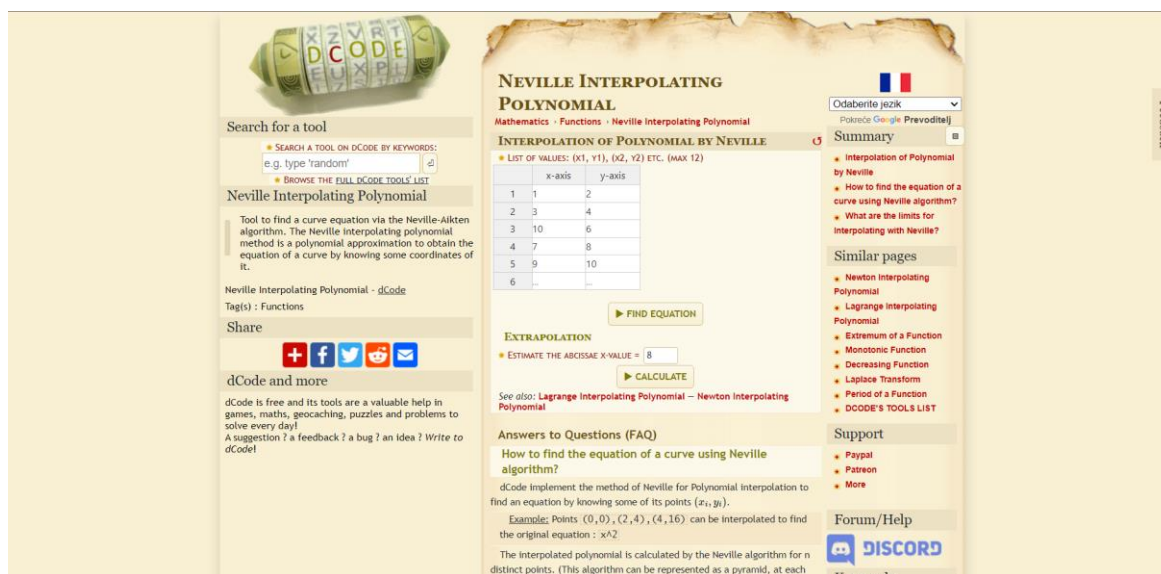 DCODE
Search for a tool
SEARCH A TOOL ON DCODE BY KEYWORDS:
e.g. type 'random'
BROWSE THE FULL DCODE TOOLS' LIST
Neville Interpolating Polynomial
Tool to find a curve equation via the Neville-Aikten
algorithm. The Neville interpolating polynomial
method is a polynomial approximation to obtain the
equation of a curve by knowing some coordinates of
it.
Neville Interpolating Polynomial - dCode
Tag(s) : Functions
Share
dCode and more
dCode is free and its tools are a valuable help in
games, maths, geocaching, puzzles and problems to
solve every day!
A suggestion ? a feedback ? a bug ? an idea ? Write to
dCode!
NEVILLE INTERPOLATING
POLYNOMIAL
Mathematics › Functions › Neville Interpolating Polynomial
INTERPOLATION OF POLYNOMIAL BY NEVILLE
LIST OF VALUES: (X1, Y1), (X2, Y2) ETC. (MAX 12)
x-axis y-axis
1 1 2
2 3 4
3 10 6
4 7 8
5 9 10
6 ... ...
FIND EQUATION
EXTRAPOLATION
ESTIMATE THE ABCISSAE X-VALUE = 8
CALCULATE
See also: Lagrange Interpolating Polynomial — Newton Interpolating
Polynomial
Answers to Questions (FAQ)
How to find the equation of a curve using Neville
algorithm?
dCode implement the method of Neville for Polynomial interpolation to
find an equation by knowing some of its points (xi, yi).
Example: Points (0,0),(2,4),(4,16) can be interpolated to find
the original equation : x^2
The interpolated polynomial is calculated by the Neville algorithm for n
distinct points. (This algorithm can be represented as a pyramid, at each
Odaberite jezik
Pokreće Google Prevoditelj
Summary
Interpolation of Polynomial
by Neville
How to find the equation of a
curve using Neville algorithm?
What are the limits for
Interpolating with Neville?
Similar pages
Newton Interpolating
Polynomial
Lagrange Interpolating
Polynomial
Extremum of a Function
Monotonic Function
Decreasing Function
Laplace Transform
Period of a Function
DCODE'S TOOLS LIST
Support
Paypal
Patreon
More
Forum/Help
DISCORD